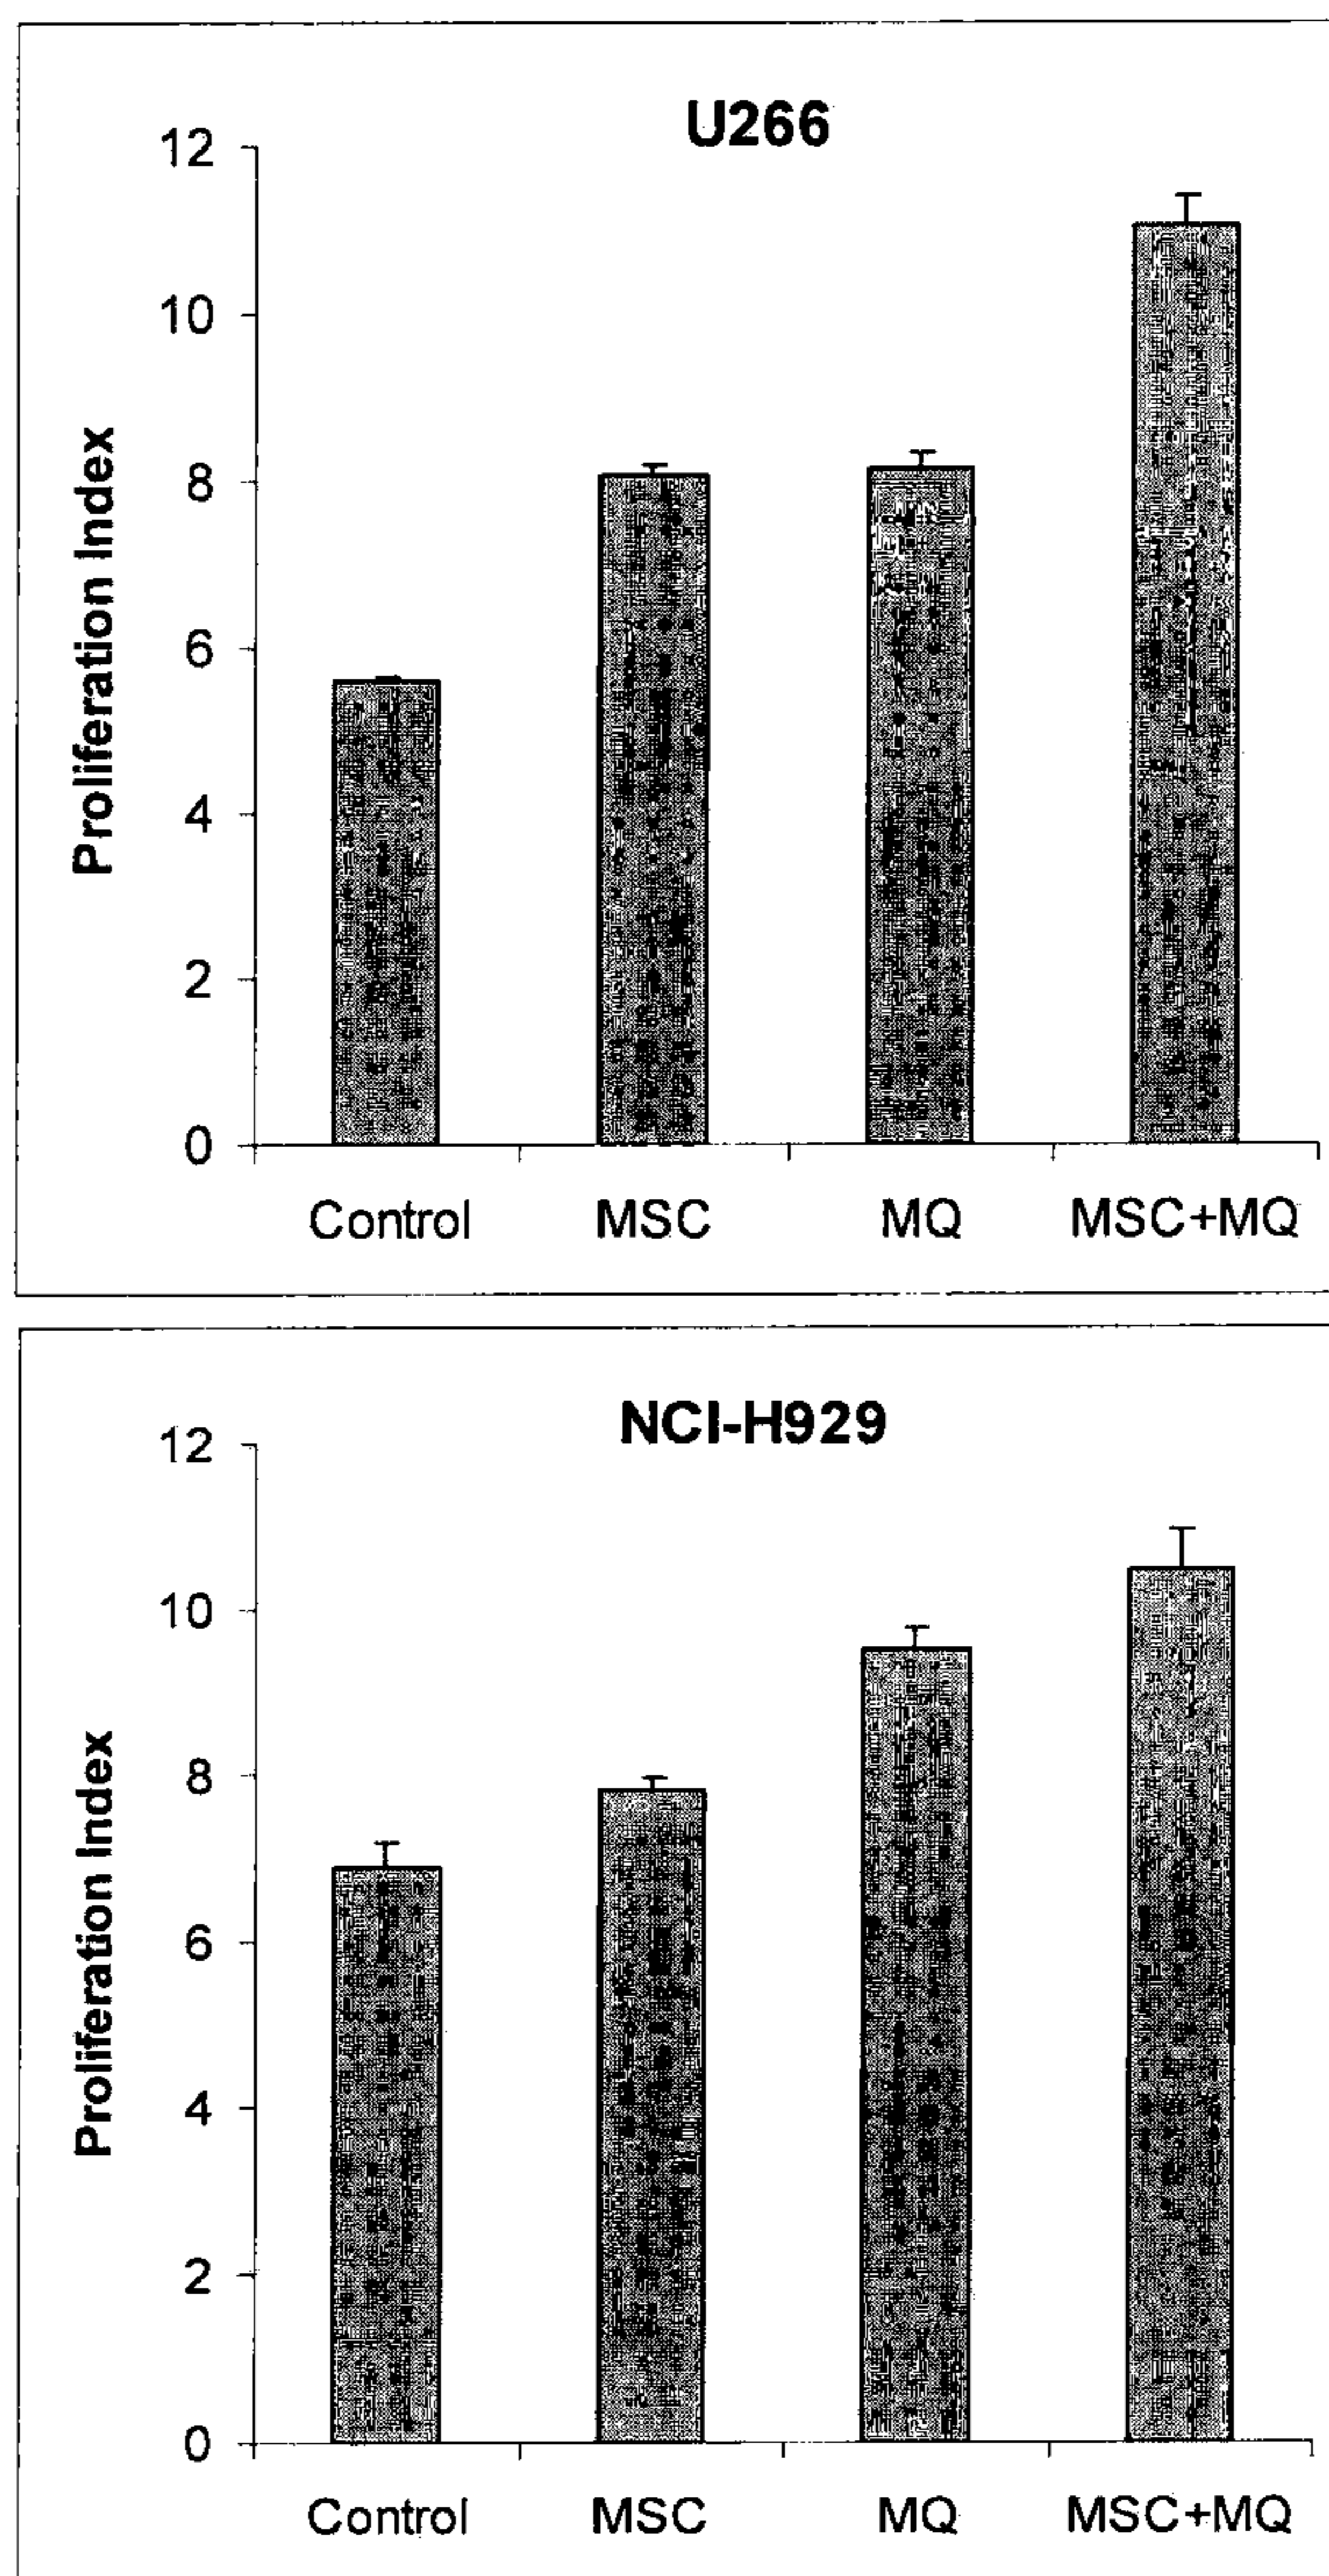 U266
12
10
8
6
4
2
0
Proliferation Index
Control MSC MQ MSC+MQ
NCI-H929
12
10
8
6
4
2
0
Proliferation Index
Control MSC MQ MSC+MQ